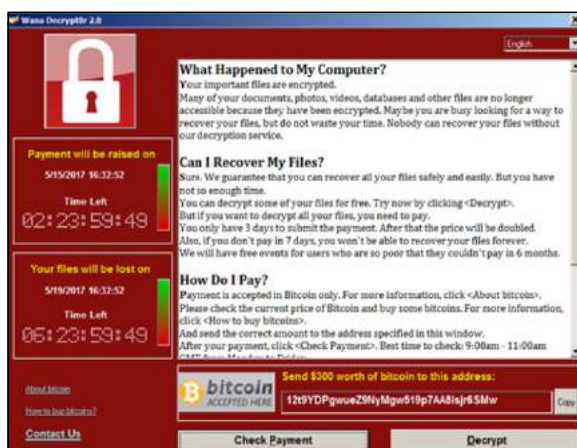 Wana Decrypt0r 2.0
English
What Happened to My Computer?
Your important files are encrypted.
Many of your documents, photos, videos, databases and other files are no longer
accessible because they have been encrypted. Maybe you are busy looking for a way to
recover your files, but do not waste your time. Nobody can recover your files without
our decryption service.
Can I Recover My Files?
Sure. We guarantee that you can recover all your files safely and easily. But you have
not so enough time.
You can decrypt some of your files for free. Try now by clicking <Decrypt>.
But if you want to decrypt all your files, you need to pay.
You only have 3 days to submit the payment. After that the price will be doubled.
Also, if you don't pay in 7 days, you won't be able to recover your files forever.
We will have free events for users who are so poor that they couldn't pay in 6 months.
How Do I Pay?
Payment is accepted in Bitcoin only. For more information, click <About bitcoin>.
Please check the current price of Bitcoin and buy some bitcoins. For more information,
click <How to buy bitcoins>.
And send the correct amount to the address specified in this window.
After your payment, click <Check Payment>. Best time to check: 9:00am - 11:00am
GMT from Monday to Friday.
Payment will be raised on
5/15/2017 16:32:52
Time Left
02:23:59:49
Your files will be lost on
5/19/2017 16:32:52
Time Left
06:23:59:49
About bitcoin
How to buy bitcoins?
Contact Us
bitcoin
ACCEPTED HERE
Send $300 worth of bitcoin to this address:
12t9YDPgwueZ9NyMgw519p7AA8isjr6SMw
Copy
Check Payment
Decrypt